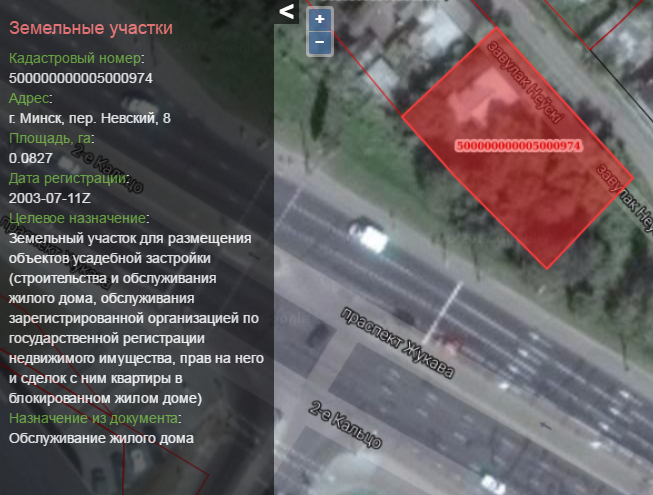 Земельные участки
Кадастровый номер:
500000000005000974
Адрес:
г. Минск, пер. Невский, 8
Площадь, га:
0.0827
Дата регистрации:
2003-07-11Z
Целевое назначение:
Земельный участок для размещения
объектов усадебной застройки
(строительства и обслуживания
жилого дома, обслуживания
зарегистрированной организацией по
государственной регистрации
недвижимого имущества, прав на него
и сделок с ним квартиры в
блокированном жилом доме)
Назначение из документа:
Обслуживание жилого дома
<
+
−
завулак Неўскі
500000000005000974
завулак Не
праспект Жукава
2-е Кальцо
2-е Кальцо